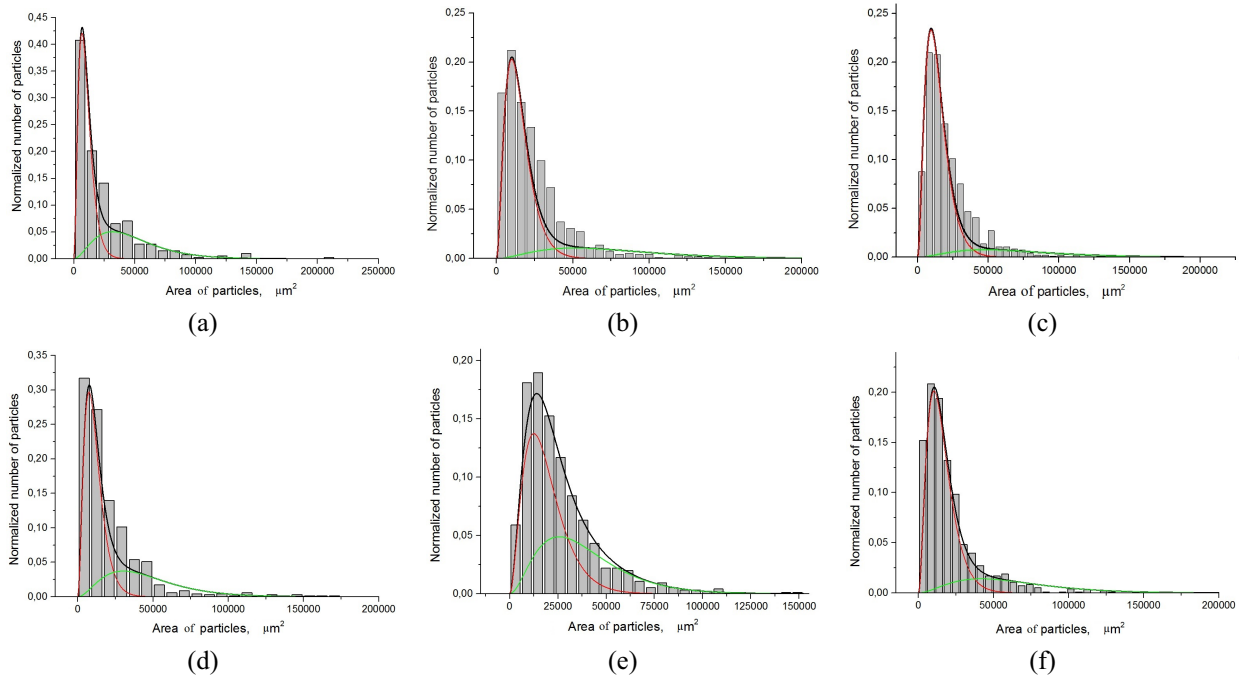 Normalized number of particles
0,45
0,40
0,35
0,30
0,25
0,20
0,15
0,10
0,05
0,00
0 50000 100000 150000 200000 250000
Area of particles, μm²
(a)
Normalized number of particles
0,25
0,20
0,15
0,10
0,05
0,00
0 50000 100000 150000 200000
Area of particles, μm²
(b)
Normalized number of particles
0,25
0,20
0,15
0,10
0,05
0,00
0 50000 100000 150000 200000
Area of particles, μm²
(c)
Normalized number of particles
0,35
0,30
0,25
0,20
0,15
0,10
0,05
0,00
0 50000 100000 150000 200000
Area of particles, μm²
(d)
Normalized number of particles
0,20
0,15
0,10
0,05
0,00
0 25000 50000 75000 100000 125000 150000
Area of particles, μm²
(e)
Normalized number of particles
0,20
0,15
0,10
0,05
0,00
0 50000 100000 150000 200000
Area of particles, μm²
(f)